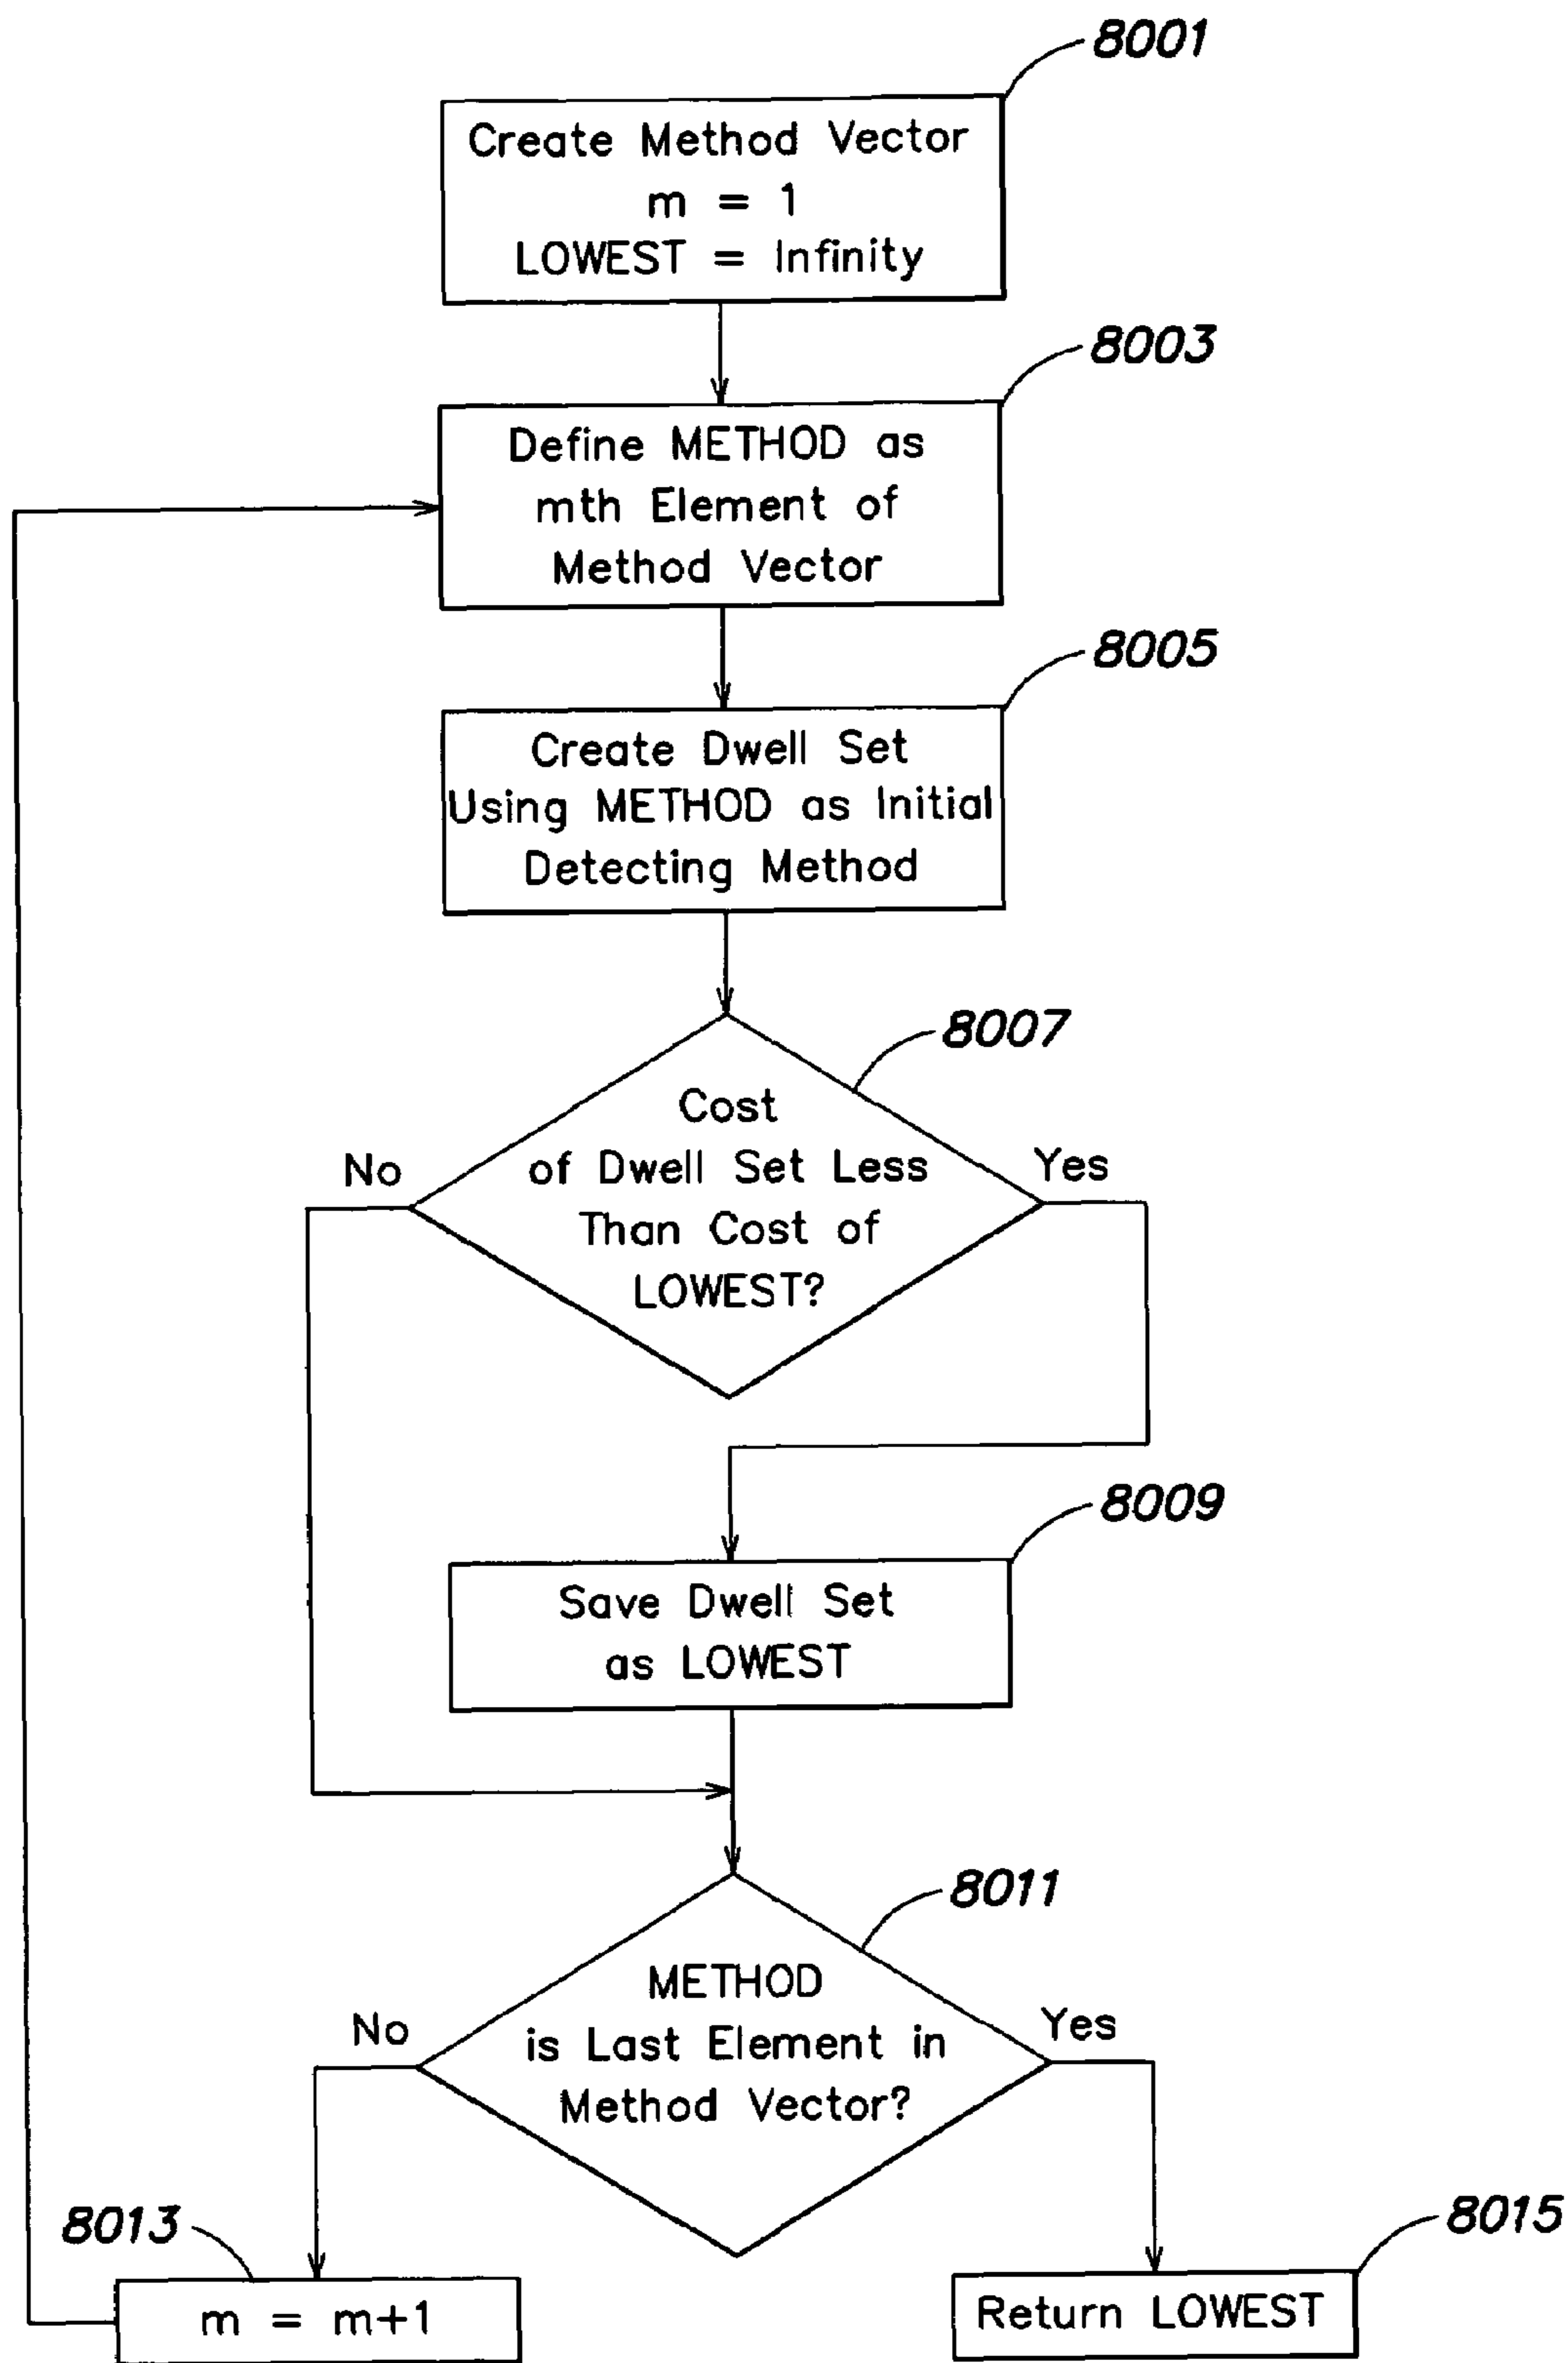 8001
Create Method Vector
m = 1
LOWEST = Infinity
8003
Define METHOD as
mth Element of
Method Vector
8005
Create Dwell Set
Using METHOD as Initial
Detecting Method
8007
Cost
of Dwell Set Less
Than Cost of
LOWEST?
No
Yes
8009
Save Dwell Set
as LOWEST
8011
METHOD
is Last Element in
Method Vector?
No
Yes
8013
m = m+1
8015
Return LOWEST